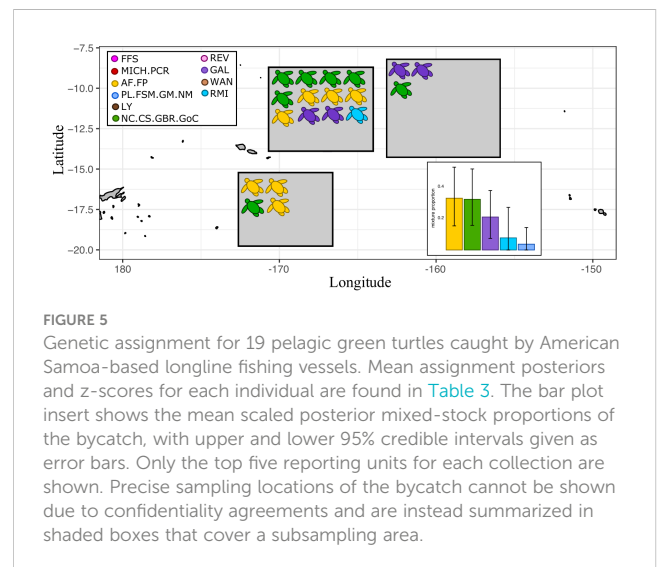 −7.5
−10.0
−12.5
−15.0
−17.5
−20.0
Latitude
FFS
MICH.PCR
AF.FP
PL.FSM.GM.NM
LY
NC.CS.GBR.GoC
REV
GAL
WAN
RMI
mixture proportion
0.4
0.2
180
−170
−160
−150
Longitude
FIGURE 5
Genetic assignment for 19 pelagic green turtles caught by American
Samoa-based longline fishing vessels. Mean assignment posteriors
and z-scores for each individual are found in Table 3. The bar plot
insert shows the mean scaled posterior mixed-stock proportions of
the bycatch, with upper and lower 95% credible intervals given as
error bars. Only the top five reporting units for each collection are
shown. Precise sampling locations of the bycatch cannot be shown
due to confidentiality agreements and are instead summarized in
shaded boxes that cover a subsampling area.